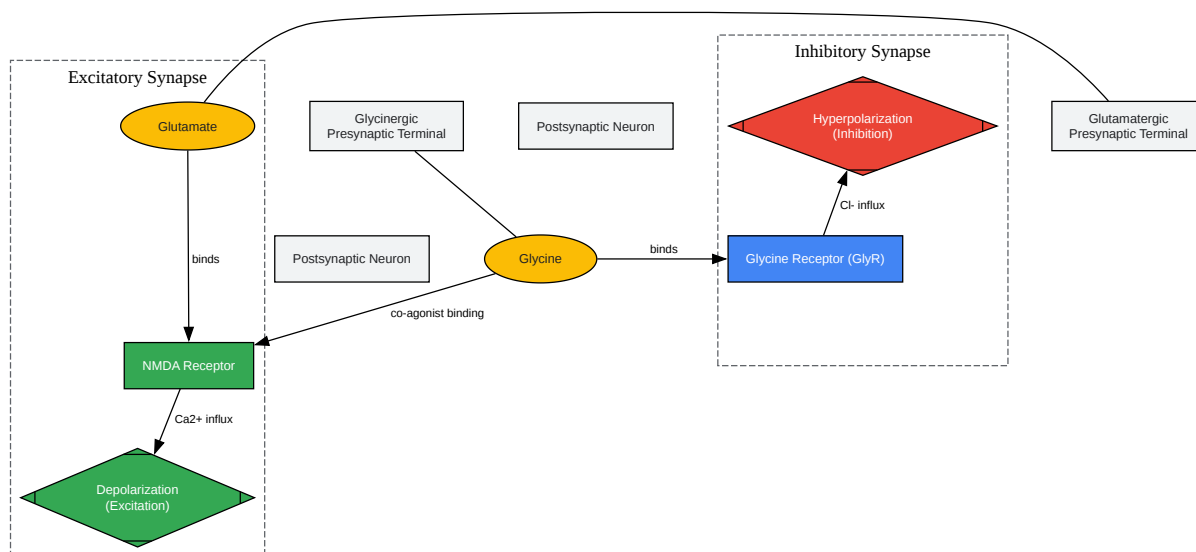 Inhibitory Synapse
Excitatory Synapse
Glutamate
Glycinergic
Presynaptic Terminal
Postsynaptic Neuron
Hyperpolarization
(Inhibition)
Glutamatergic
Presynaptic Terminal
Cl- influx
binds
Postsynaptic Neuron
Glycine
binds
Glycine Receptor (GlyR)
co-agonist binding
NMDA Receptor
Ca2+ influx
Depolarization
(Excitation)